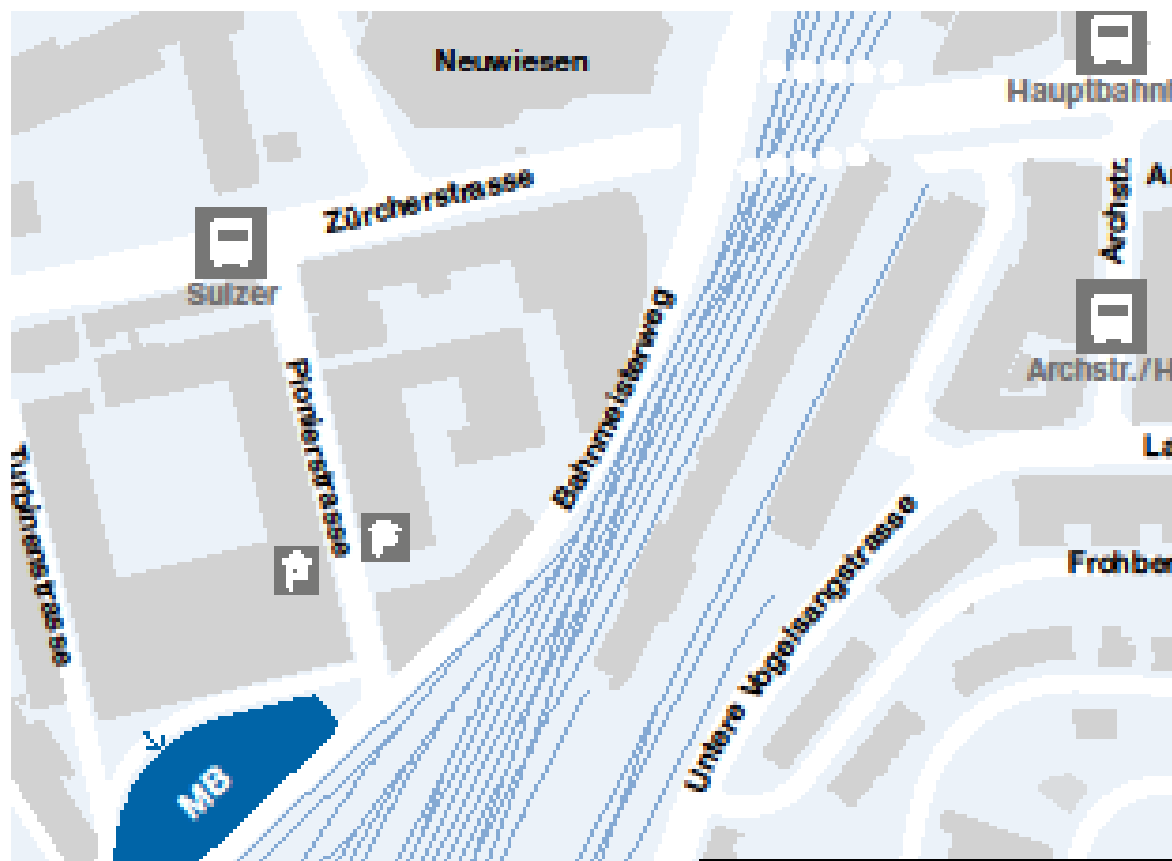 Neuwiesen
Hauptbahnh
Zürcherstrasse
Archstr.
Sulzer
Bahnmeisterweg
Archstr./H
Pionierstrasse
La
Turbinenstrasse
Untere Vogelsangstrasse
Frohber
MB